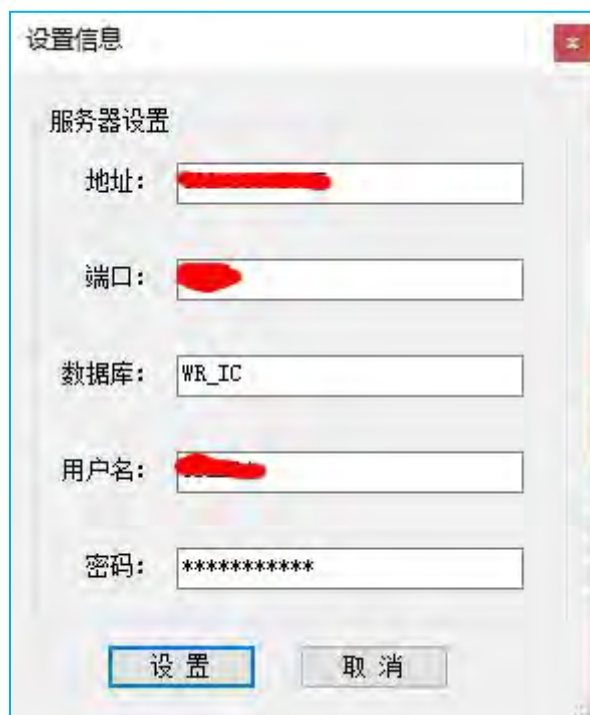 设置信息
服务器设置
地址：
端口：
数据库： WR_IC
用户名：
密码： ***********
设 置 取 消